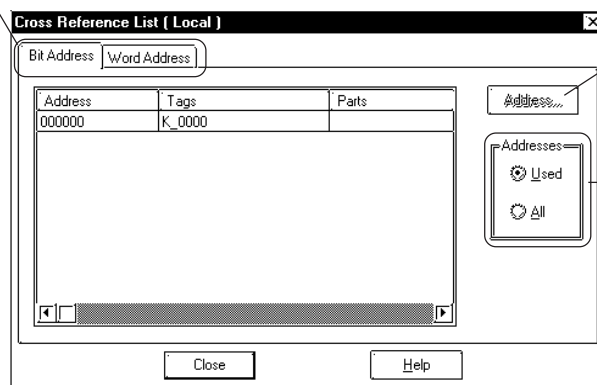 Cross Reference List ( Local )
Bit Address Word Address
Address Tags Parts
000000 K_0000
Address...
Addresses
Used
All
Close Help